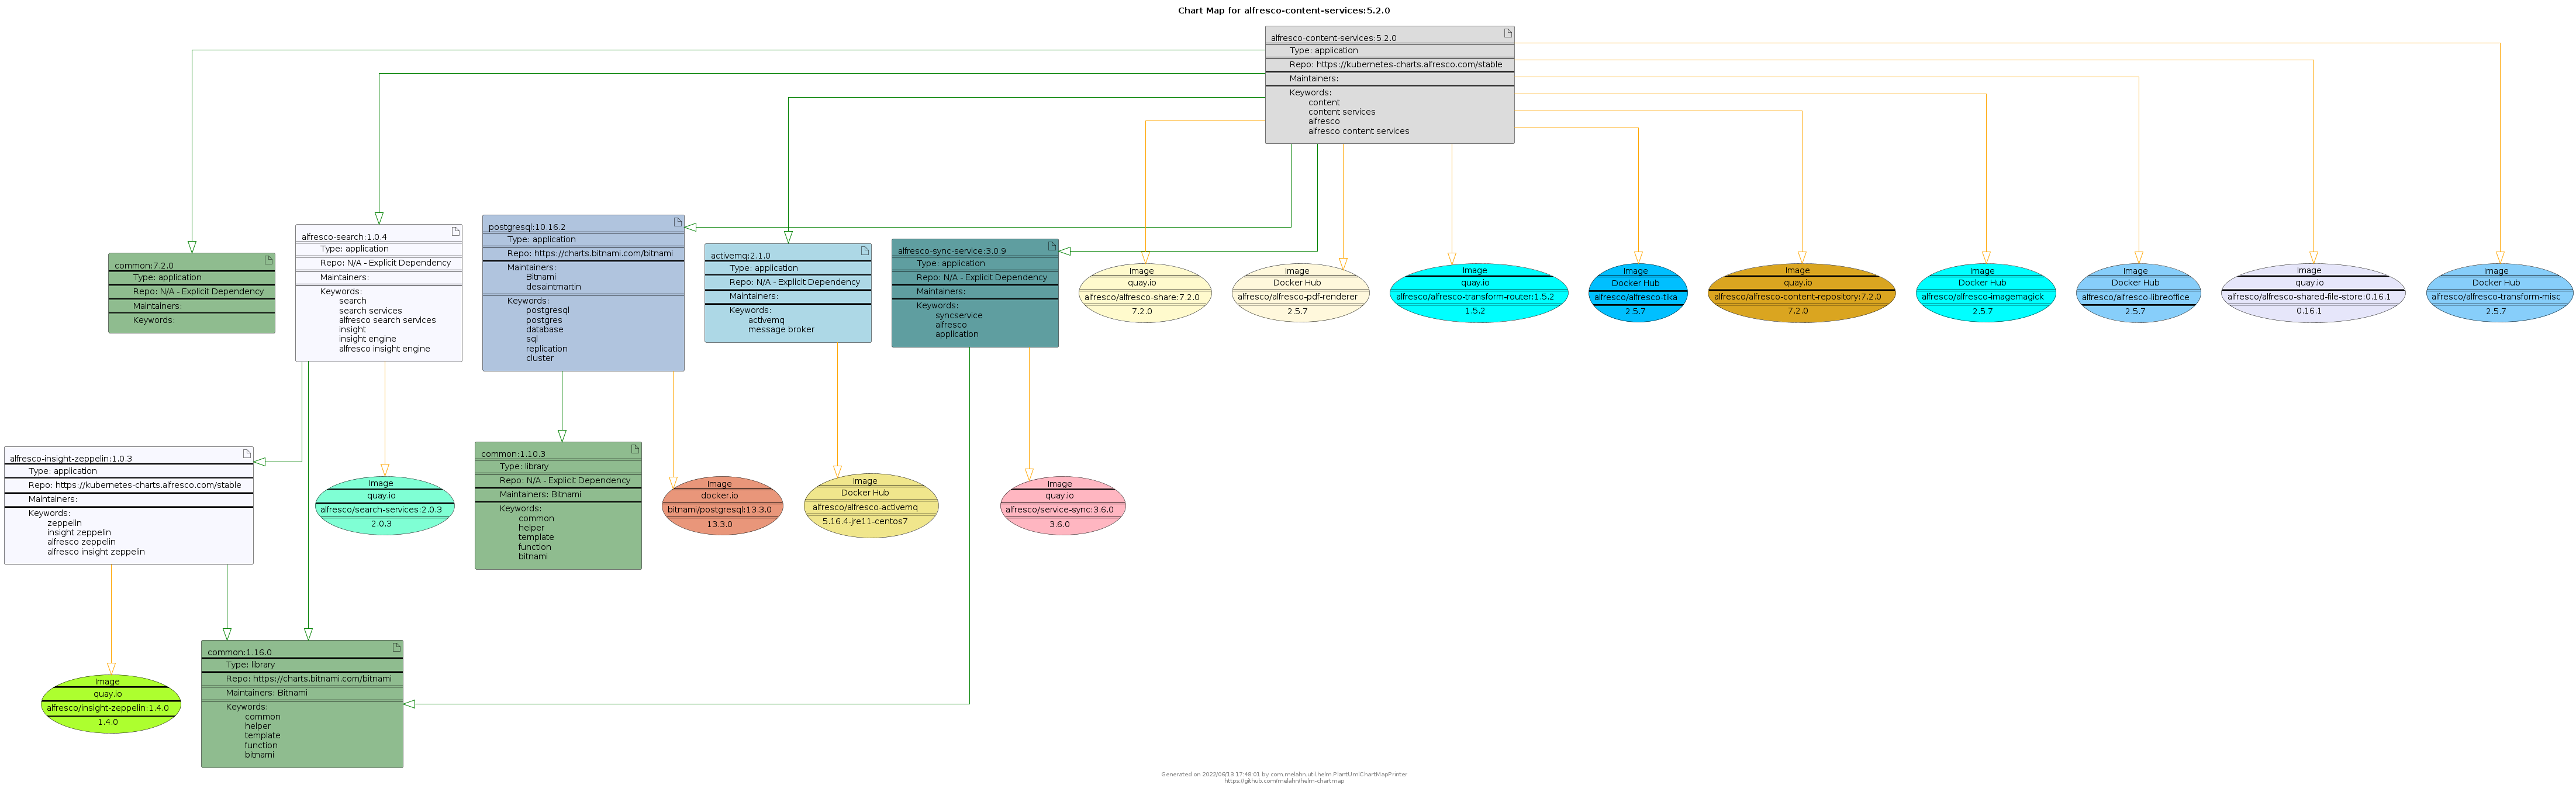 Chart Map for alfresco-content-services:5.2.0
alfresco-content-services:5.2.0
Type: application
Repo: https://kubernetes-charts.alfresco.com/stable
Maintainers:
Keywords:
content
content services
alfresco
alfresco content services
common:7.2.0
Type: application
Repo: N/A - Explicit Dependency
Maintainers:
Keywords:
alfresco-search:1.0.4
Type: application
Repo: N/A - Explicit Dependency
Maintainers:
Keywords:
search
search services
alfresco search services
insight
insight engine
alfresco insight engine
postgresql:10.16.2
Type: application
Repo: https://charts.bitnami.com/bitnami
Maintainers:
Bitnami
desaintmartin
Keywords:
postgresql
postgres
database
sql
replication
cluster
activemq:2.1.0
Type: application
Repo: N/A - Explicit Dependency
Maintainers:
Keywords:
activemq
message broker
alfresco-sync-service:3.0.9
Type: application
Repo: N/A - Explicit Dependency
Maintainers:
Keywords:
syncservice
alfresco
application
Image
quay.io
alfresco/alfresco-share:7.2.0
7.2.0
Image
Docker Hub
alfresco/alfresco-pdf-renderer
2.5.7
Image
quay.io
alfresco/alfresco-transform-router:1.5.2
1.5.2
Image
Docker Hub
alfresco/alfresco-tika
2.5.7
Image
quay.io
alfresco/alfresco-content-repository:7.2.0
7.2.0
Image
Docker Hub
alfresco/alfresco-imagemagick
2.5.7
Image
Docker Hub
alfresco/alfresco-libreoffice
2.5.7
Image
quay.io
alfresco/alfresco-shared-file-store:0.16.1
0.16.1
Image
Docker Hub
alfresco/alfresco-transform-misc
2.5.7
alfresco-insight-zeppelin:1.0.3
Type: application
Repo: https://kubernetes-charts.alfresco.com/stable
Maintainers:
Keywords:
zeppelin
insight zeppelin
alfresco zeppelin
alfresco insight zeppelin
Image
quay.io
alfresco/search-services:2.0.3
2.0.3
common:1.10.3
Type: library
Repo: N/A - Explicit Dependency
Maintainers: Bitnami
Keywords:
common
helper
template
function
bitnami
Image
docker.io
bitnami/postgresql:13.3.0
13.3.0
Image
Docker Hub
alfresco/alfresco-activemq
5.16.4-jre11-centos7
Image
quay.io
alfresco/service-sync:3.6.0
3.6.0
Image
quay.io
alfresco/insight-zeppelin:1.4.0
1.4.0
common:1.16.0
Type: library
Repo: https://charts.bitnami.com/bitnami
Maintainers: Bitnami
Keywords:
common
helper
template
function
bitnami
Generated on 2022/06/13 17:48:01 by com.melahn.util.helm.PlantUmlChartMapPrinter
https://github.com/melahn/helm-chartmap